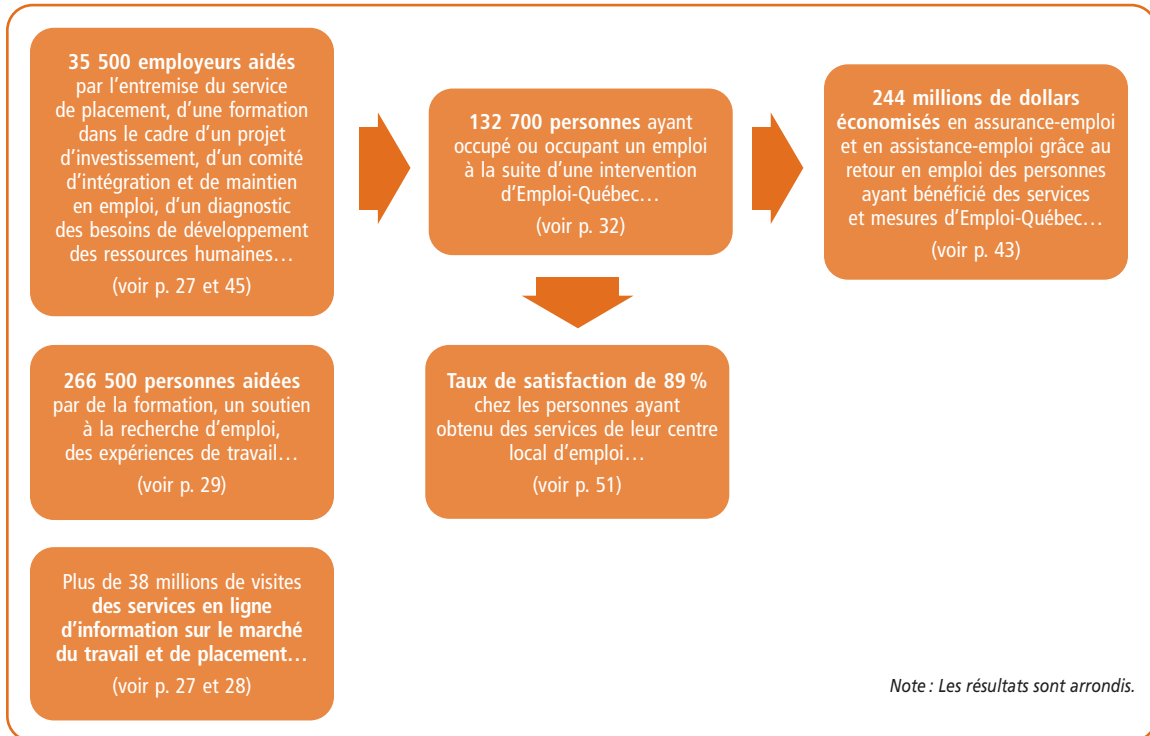 35 500 employeurs aidés
par l’entremise du service
de placement, d’une formation
dans le cadre d’un projet
d’investissement, d’un comité
d’intégration et de maintien
en emploi, d’un diagnostic
des besoins de développement
des ressources humaines…
(voir p. 27 et 45)
266 500 personnes aidées
par de la formation, un soutien
à la recherche d’emploi,
des expériences de travail…
(voir p. 29)
Plus de 38 millions de visites
des services en ligne
d’information sur le marché
du travail et de placement…
(voir p. 27 et 28)
132 700 personnes ayant
occupé ou occupant un emploi
à la suite d’une intervention
d’Emploi-Québec…
(voir p. 32)
Taux de satisfaction de 89 %
chez les personnes ayant
obtenu des services de leur centre
local d’emploi…
(voir p. 51)
244 millions de dollars
économisés en assurance-emploi
et en assistance-emploi grâce au
retour en emploi des personnes
ayant bénéficié des services
et mesures d’Emploi-Québec…
(voir p. 43)
Note : Les résultats sont arrondis.